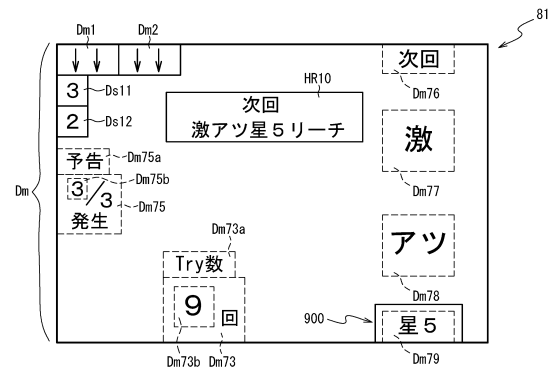 81
Dm1 Dm2
↓ ↓ ↓ ↓
HR10
次回
Dm76
3 Ds11
2 Ds12
次回
激アツ星5リーチ
激
Dm77
Dm
予告 Dm75a
3/3 Dm75b
Dm75
発生
アツ
Dm78
Dm73a
Try数
9 回
Dm73b Dm73
900
星5
Dm79